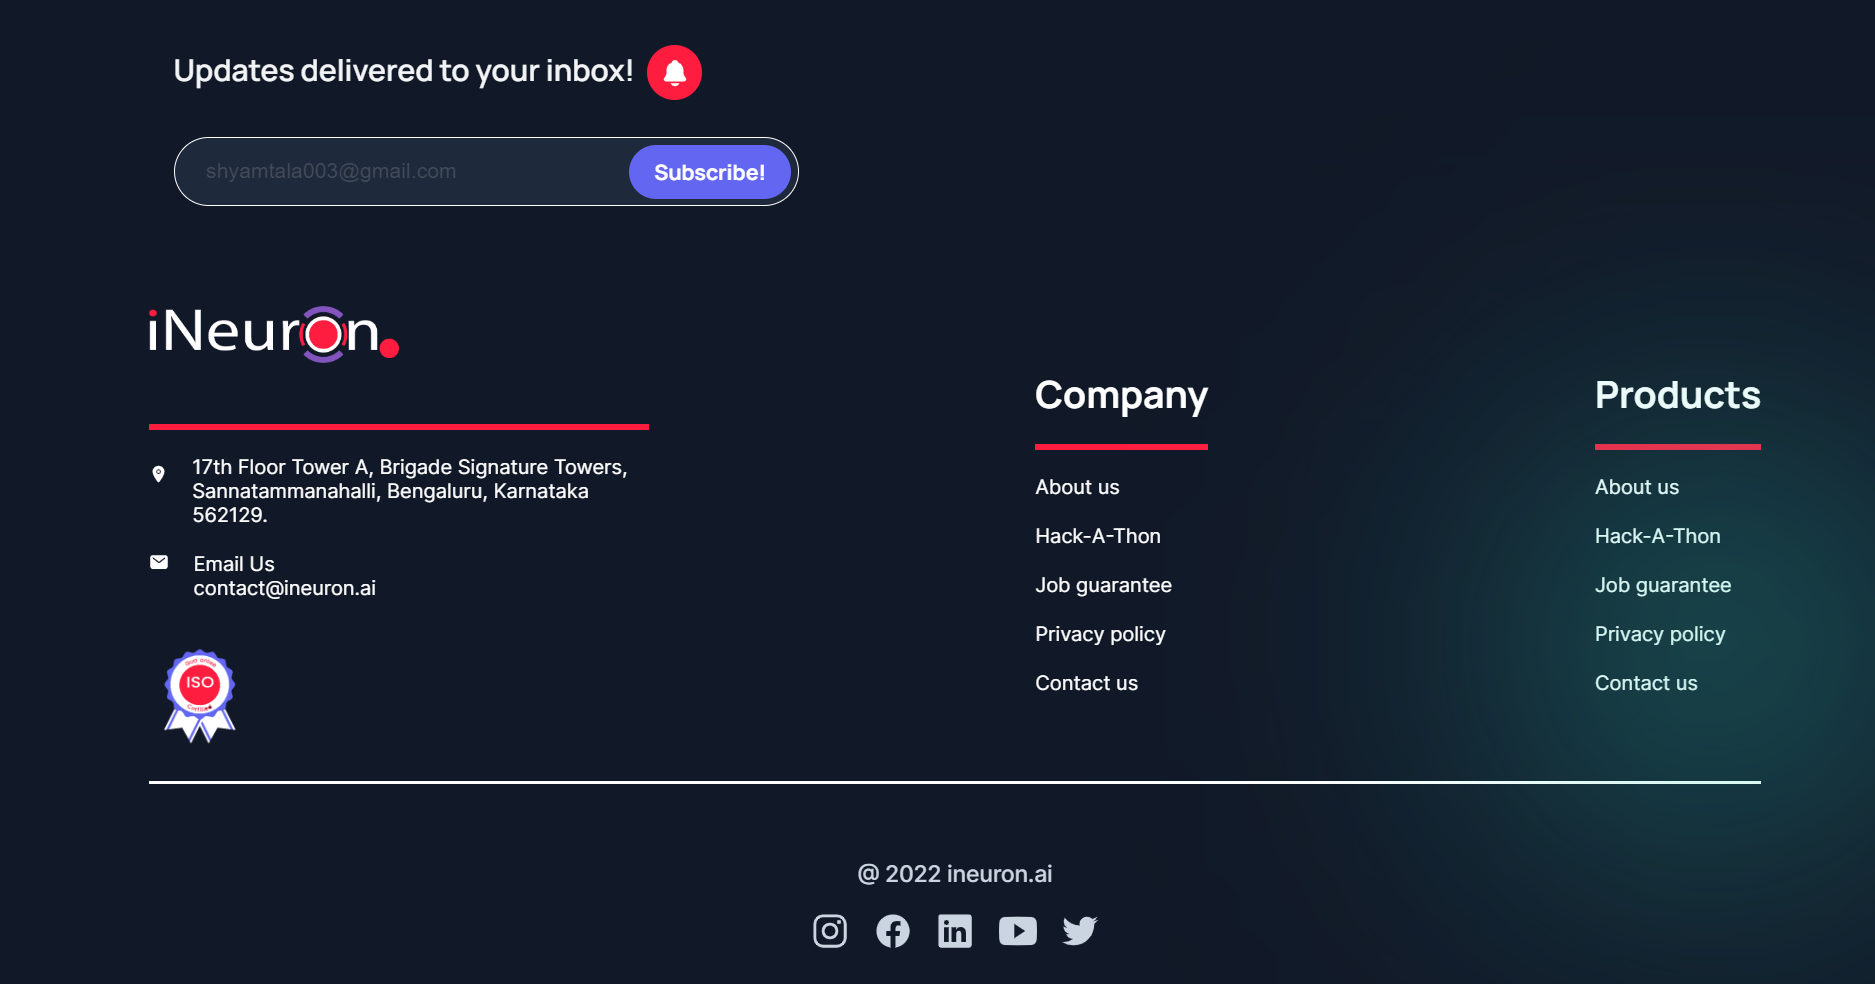 Updates delivered to your inbox!
shyamtala003@gmail.com
Subscribe!
iNeuron.
17th Floor Tower A, Brigade Signature Towers,
Sannatammanahalli, Bengaluru, Karnataka
562129.
Email Us
contact@ineuron.ai
ISO
Company
About us
Hack-A-Thon
Job guarantee
Privacy policy
Contact us
Products
About us
Hack-A-Thon
Job guarantee
Privacy policy
Contact us
@ 2022 ineuron.ai